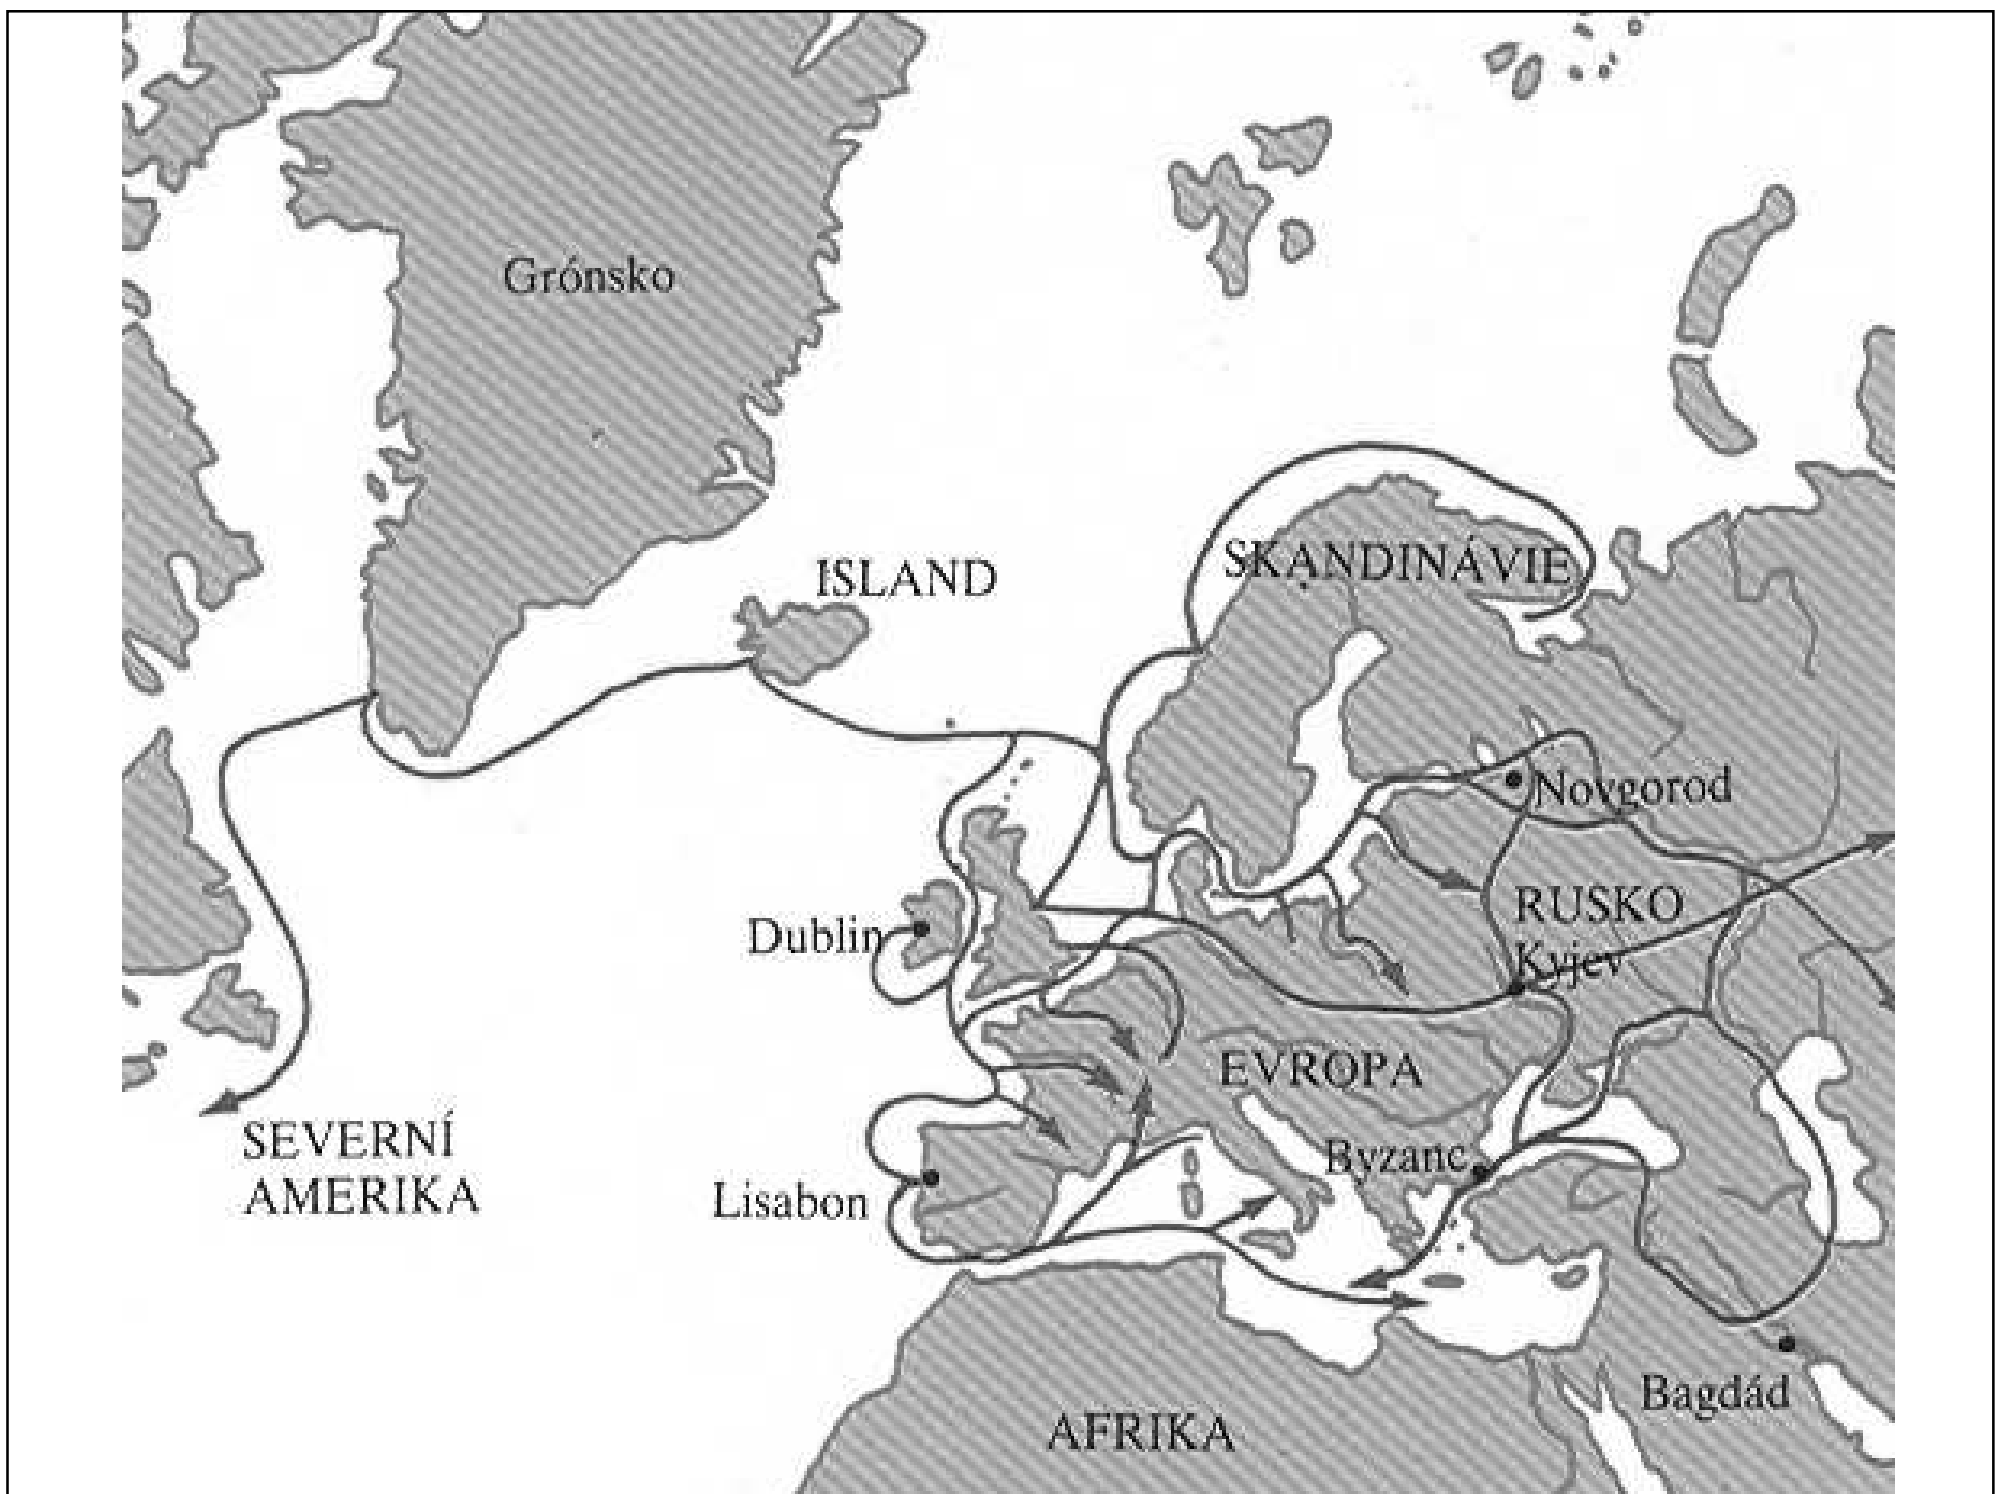 Grónsko
ISLAND
SKANDINÁVIE
Novgorod
RUSKO
Dublin
Kyjev
EVROPA
SEVERNÍ
AMERIKA
Byzanc
Lisabon
Bagdád
AFRIKA